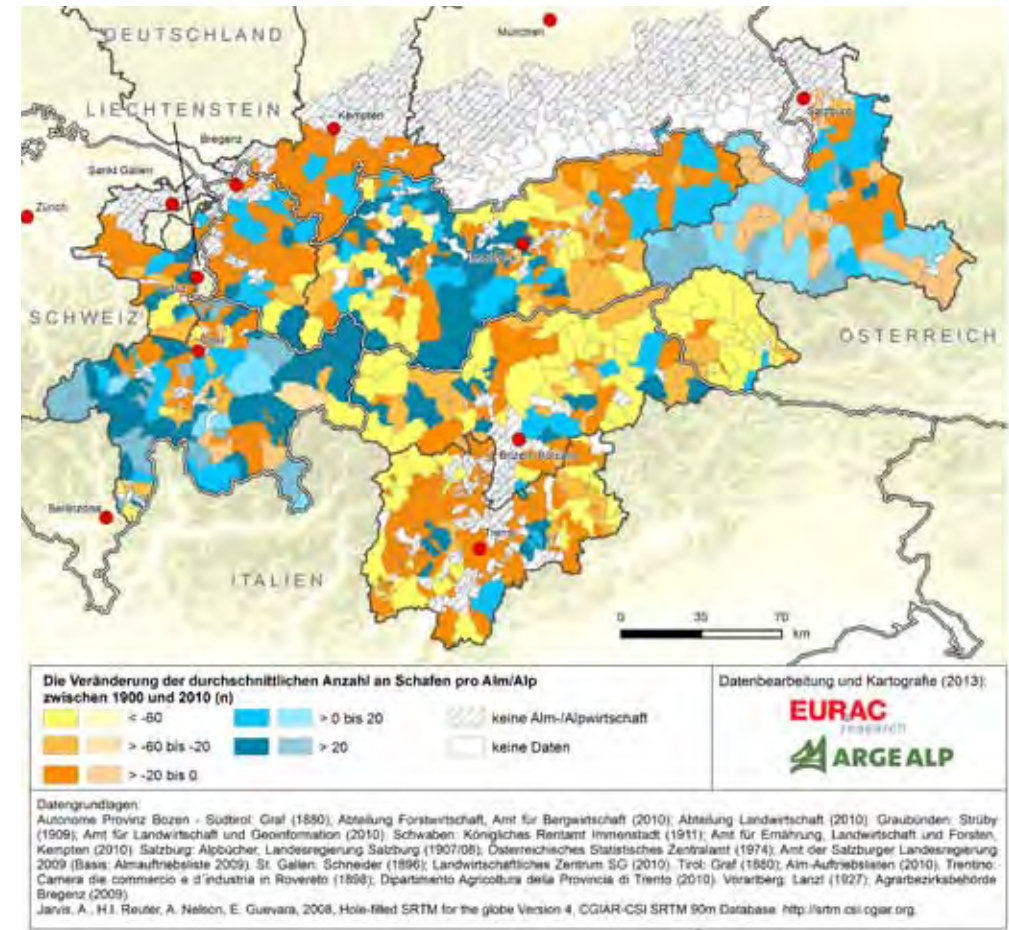 DEUTSCHLAND
München
LIECHTENSTEIN
Kempten
Salzburg
Bregenz
Sankt Gallen
Zürich
SCHWEIZ
ÖSTERREICH
Bellinzona
ITALIEN
0 35 70
km
Die Veränderung der durchschnittlichen Anzahl an Schafen pro Alm/Alp
zwischen 1900 und 2010 (n)
< -60
> -60 bis -20
> -20 bis 0
> 0 bis 20
> 20
keine Alm-/Alpwirtschaft
keine Daten
Datenbearbeitung und Kartografie (2013):
EURAC
research
ARGE ALP
Datengrundlagen:
Autonome Provinz Bozen - Südtirol: Graf (1880), Abteilung Forstwirtschaft, Amt für Bergwirtschaft (2010); Abteilung Landwirtschaft (2010). Graubünden: Strüby
(1909); Amt für Landwirtschaft und Geoinformation (2010). Schwaben: Königliches Rentamt Immenstadt (1911); Amt für Ernährung, Landwirtschaft und Forsten,
Kempten (2010). Salzburg: Alpbücher, Landesregierung Salzburg (1907/08); Österreichisches Statistisches Zentralamt (1974); Amt der Salzburger Landesregierung
2009 (Basis: Almauftriebsliste 2009). St. Gallen: Schneider (1896); Landwirtschaftliches Zentrum SG (2010). Tirol: Graf (1880); Alm-Auftriebslisten (2010). Trentino:
Camera die commercio e d'industria in Rovereto (1898); Dipartimento Agricoltura della Provincia di Trento (2010). Vorarlberg: Lanzl (1927); Agrarbezirksbehörde
Bregenz (2009).
Jarvis, A., H.I. Reuter, A. Nelson, E. Guevara, 2008, Hole-filled SRTM for the globe Version 4, CGIAR-CSI SRTM 90m Database: http://srtm.csi.cgiar.org.